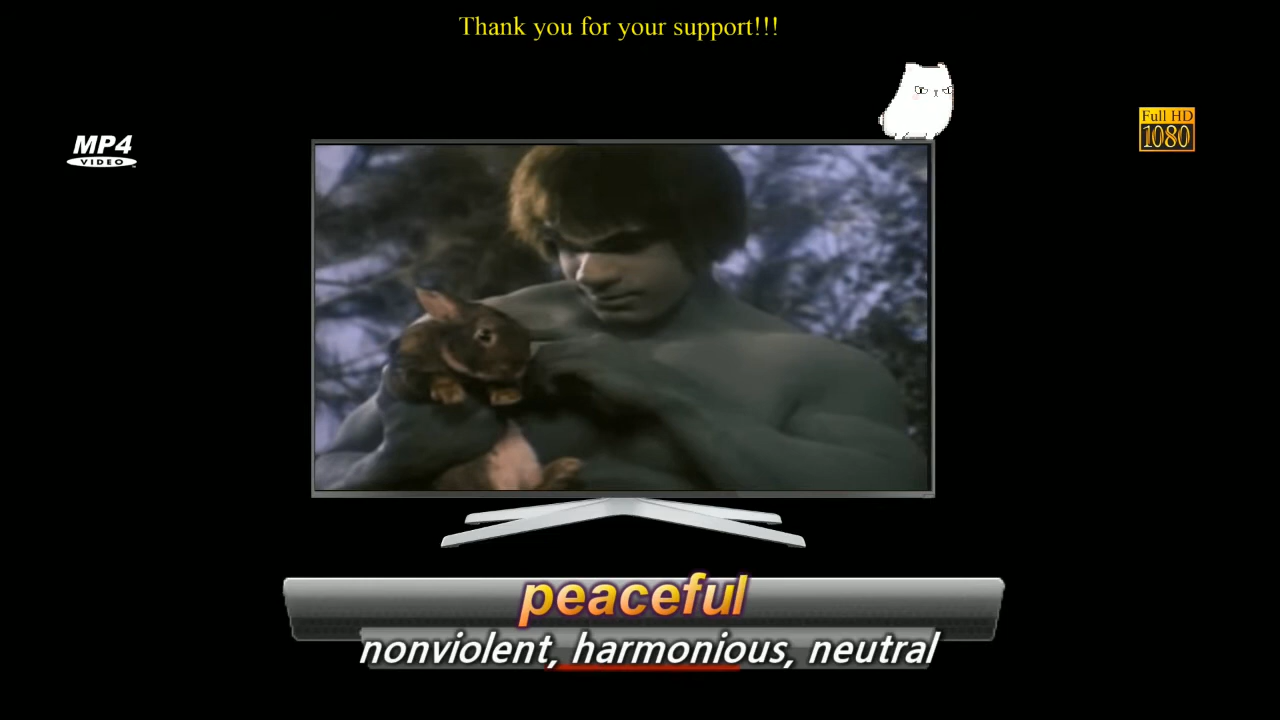 Thank you for your support!!!
MP4
VIDEO
Full HD
1080
peaceful
nonviolent, harmonious, neutral